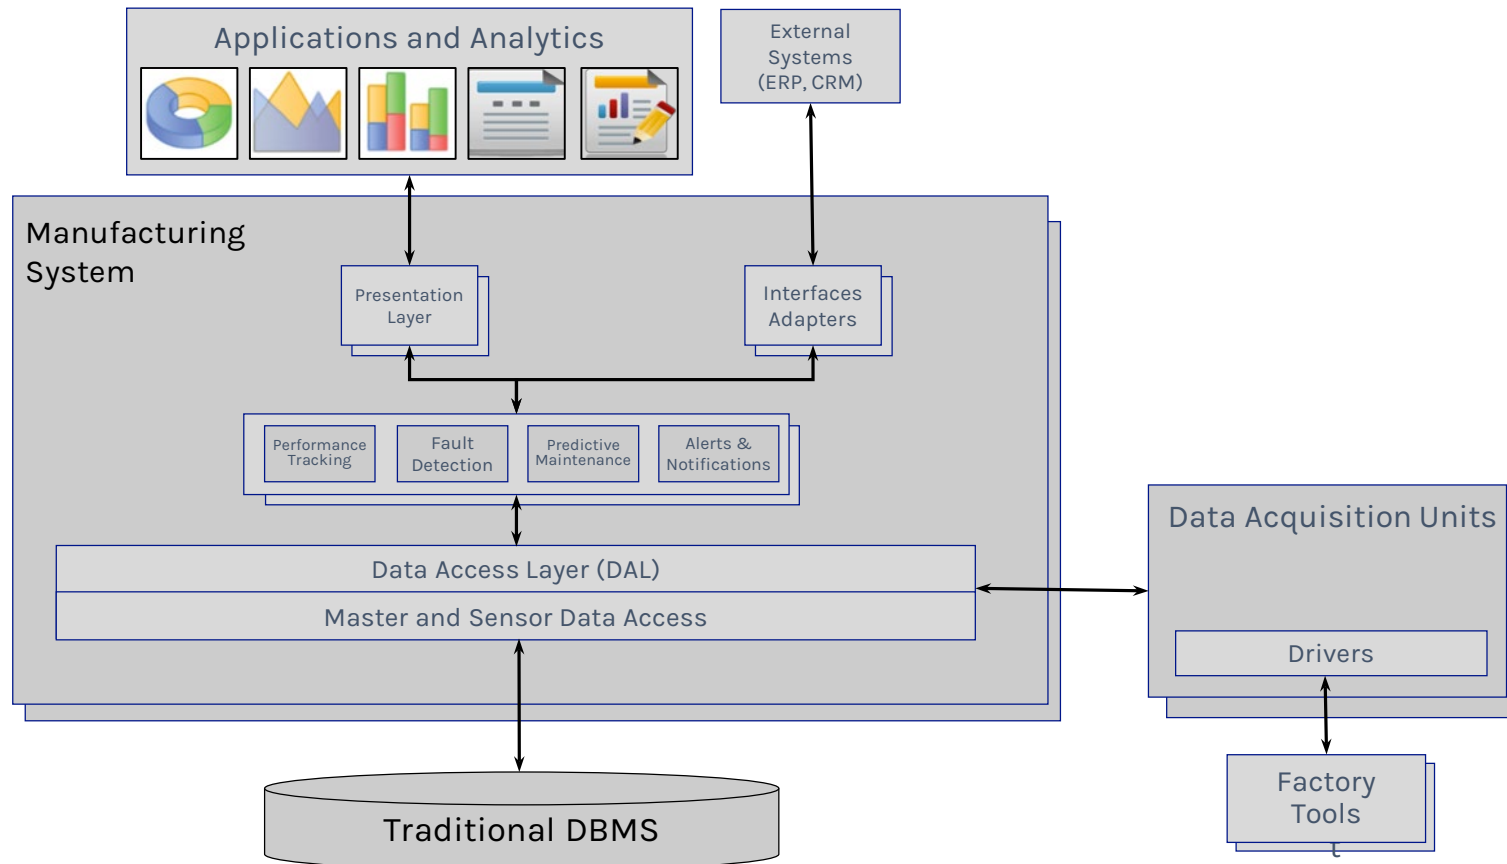 Applications and Analytics
External
Systems
(ERP, CRM)
Manufacturing
System
Presentation
Layer
Interfaces
Adapters
Performance
Tracking
Fault
Detection
Predictive
Maintenance
Alerts &
Notifications
Data Access Layer (DAL)
Master and Sensor Data Access
Data Acquisition Units
Drivers
Factory
Tools
Traditional DBMS